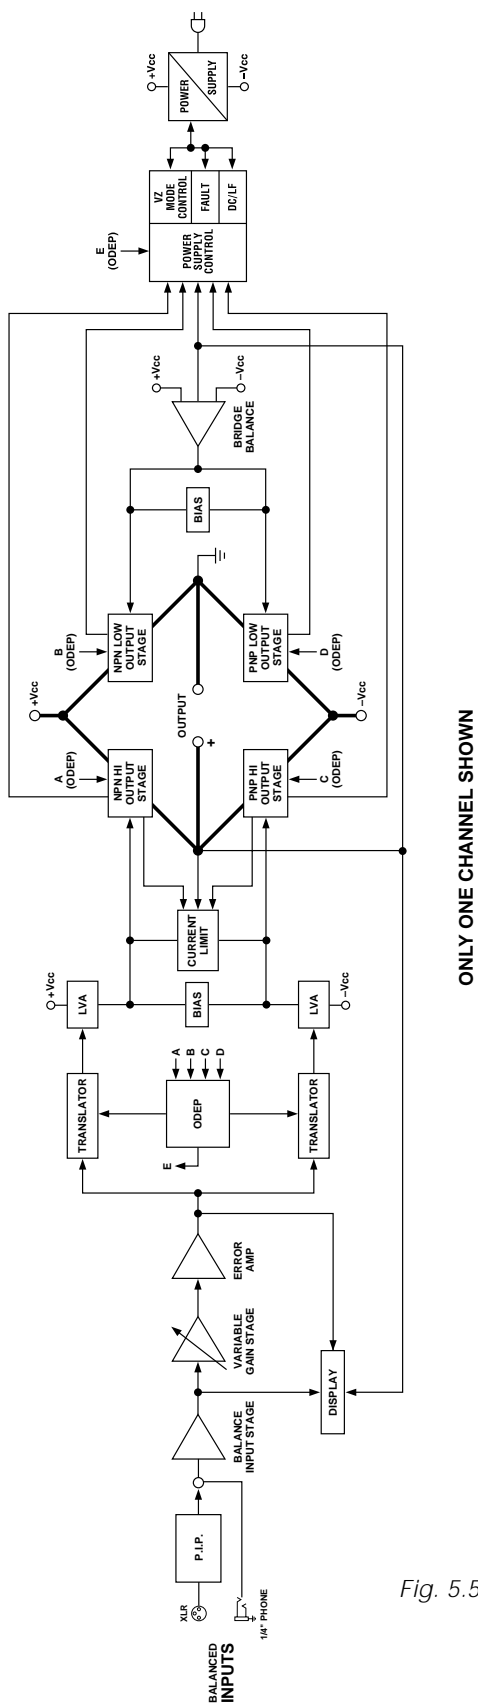 BALANCED
INPUTS
XLR
1/4" PHONE
P.I.P.
BALANCE
INPUT STAGE
VARIABLE
GAIN STAGE
ERROR
AMP
DISPLAY
TRANSLATOR
TRANSLATOR
E
ODEP
A
B
C
D
+Vcc
LVA
BIAS
LVA
–Vcc
CURRENT
LIMIT
A
(ODEP)
NPN HI
OUTPUT
STAGE
PNP HI
OUTPUT
STAGE
C
(ODEP)
+Vcc
+
OUTPUT
–Vcc
B
(ODEP)
NPN LOW
OUTPUT
STAGE
PNP LOW
OUTPUT
STAGE
D
(ODEP)
BIAS
+Vcc
–Vcc
BRIDGE
BALANCE
E
(ODEP)
POWER
SUPPLY
CONTROL
VZ
MODE
CONTROL
FAULT
DC/LF
+Vcc
POWER
SUPPLY
–Vcc
ONLY ONE CHANNEL SHOWN
Fig. 5.5